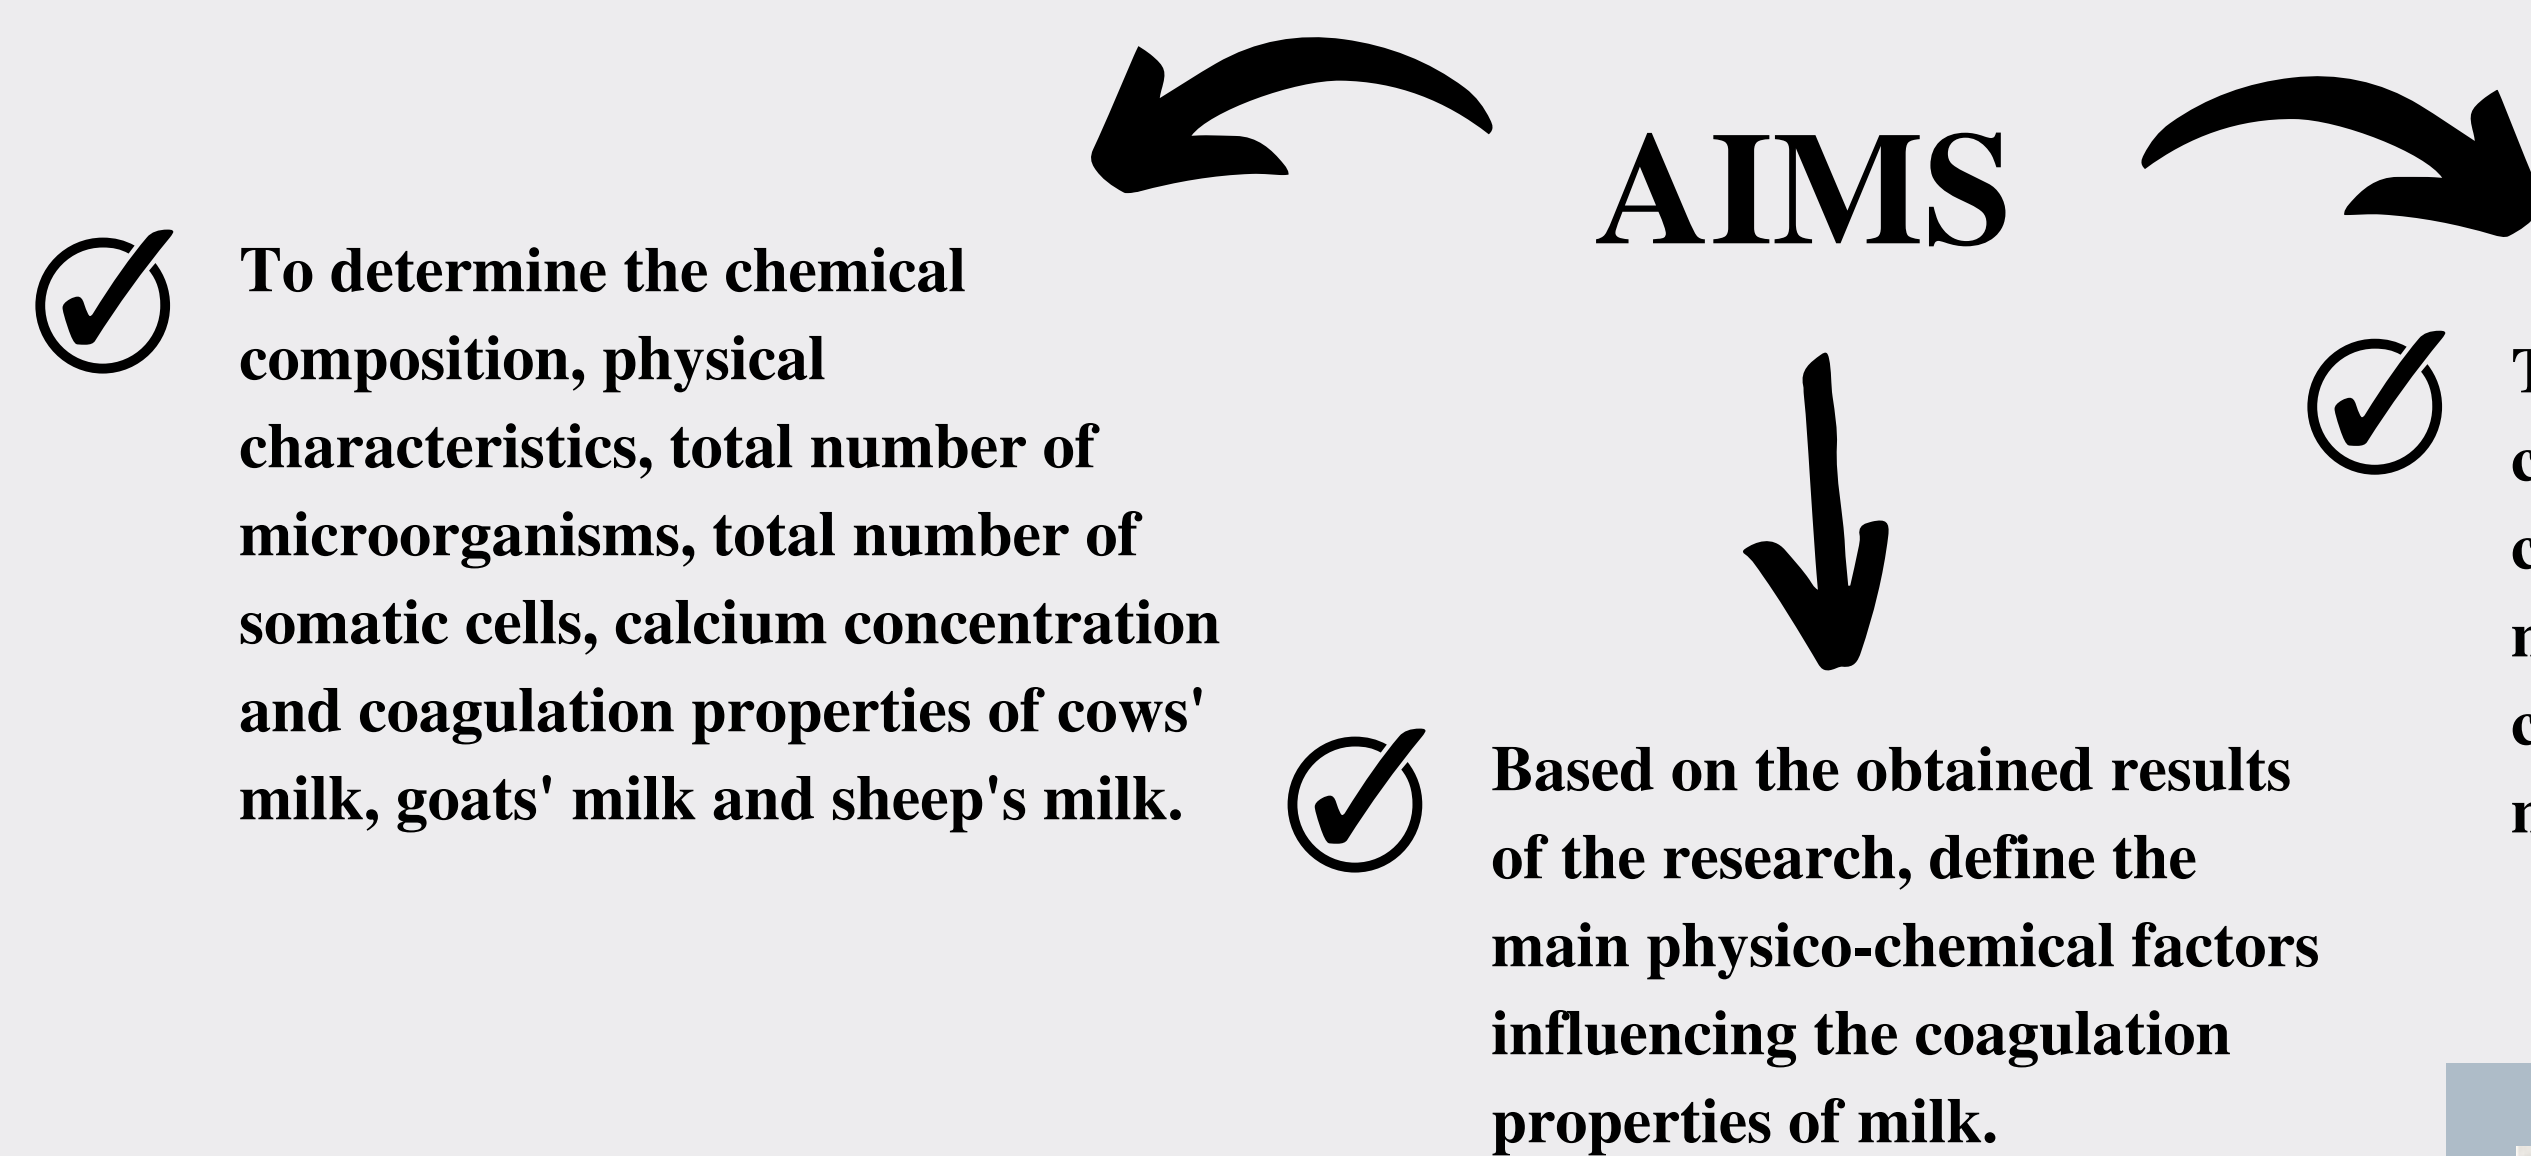 AIMS
To determine the chemical
composition, physical
characteristics, total number of
microorganisms, total number of
somatic cells, calcium concentration
and coagulation properties of cows'
milk, goats' milk and sheep's milk.
Based on the obtained results
of the research, define the
main physico-chemical factors
influencing the coagulation
properties of milk.